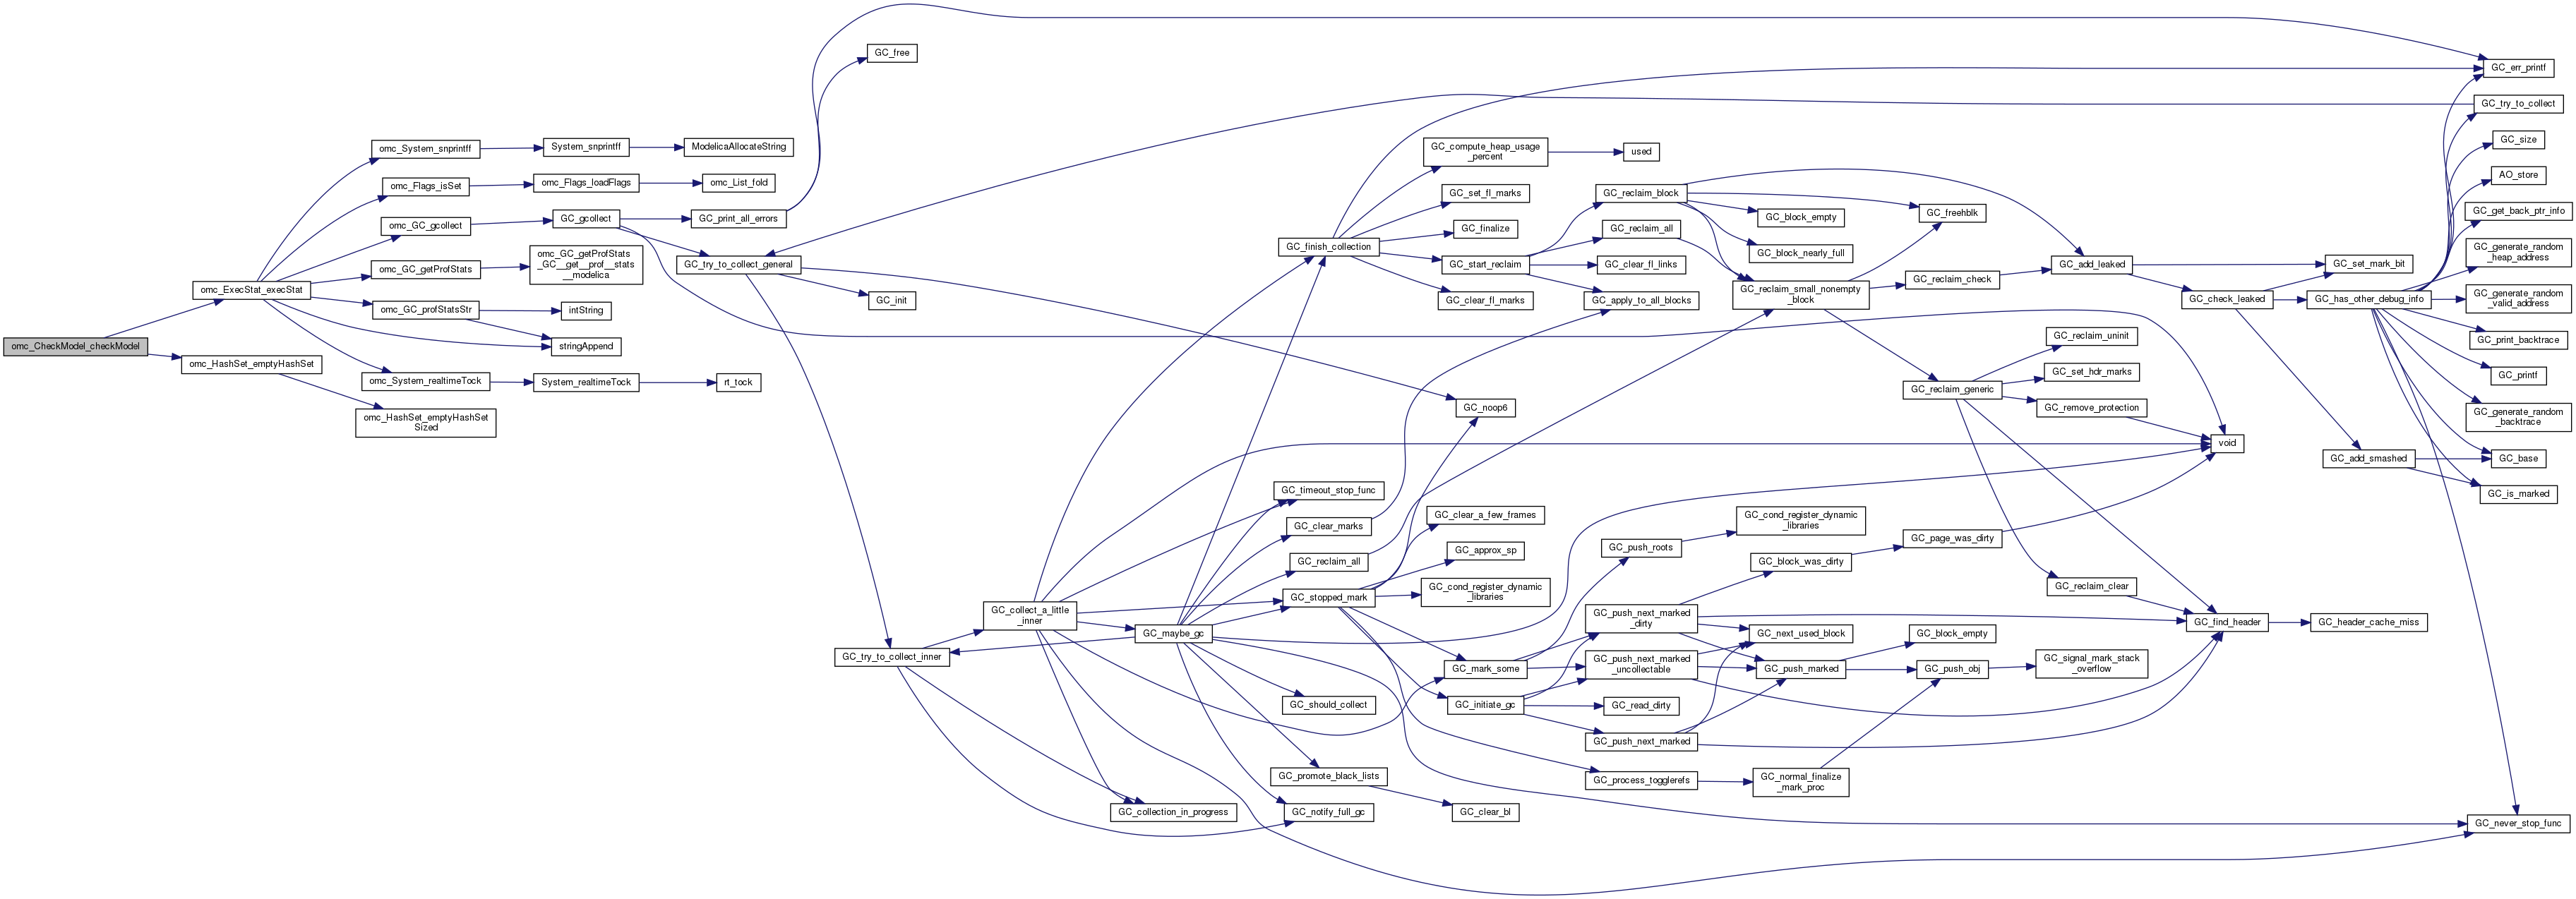 omc_CheckModel_checkModel
omc_ExecStat_execStat
omc_HashSet_emptyHashSet
omc_System_snprintff
omc_Flags_isSet
omc_GC_gcollect
omc_GC_getProfStats
omc_GC_profStatsStr
omc_System_realtimeTock
omc_HashSet_emptyHashSet
Sized
System_snprintff
omc_Flags_loadFlags
GC_gcollect
omc_GC_getProfStats
_GC__get__prof__stats
__modelica
intString
stringAppend
System_realtimeTock
ModelicaAllocateString
omc_List_fold
GC_print_all_errors
GC_try_to_collect_general
rt_tock
GC_free
GC_init
GC_try_to_collect_inner
GC_collect_a_little
_inner
GC_maybe_gc
GC_collection_in_progress
GC_finish_collection
GC_timeout_stop_func
GC_clear_marks
GC_reclaim_all
GC_stopped_mark
GC_should_collect
GC_promote_black_lists
GC_notify_full_gc
GC_compute_heap_usage
_percent
GC_set_fl_marks
GC_finalize
GC_start_reclaim
GC_clear_fl_marks
GC_noop6
GC_clear_a_few_frames
GC_approx_sp
GC_cond_register_dynamic
_libraries
GC_mark_some
GC_initiate_gc
GC_clear_bl
used
GC_reclaim_block
GC_reclaim_all
GC_clear_fl_links
GC_apply_to_all_blocks
GC_push_roots
GC_push_next_marked
_dirty
GC_push_next_marked
_uncollectable
GC_read_dirty
GC_push_next_marked
GC_process_togglerefs
GC_block_empty
GC_block_nearly_full
GC_reclaim_small_nonempty
_block
GC_cond_register_dynamic
_libraries
GC_block_was_dirty
GC_next_used_block
GC_push_marked
GC_normal_finalize
_mark_proc
GC_freehblk
GC_reclaim_check
GC_reclaim_generic
GC_page_was_dirty
GC_block_empty
GC_push_obj
GC_add_leaked
GC_reclaim_uninit
GC_set_hdr_marks
GC_remove_protection
GC_reclaim_clear
GC_signal_mark_stack
_overflow
GC_check_leaked
void
GC_find_header
GC_set_mark_bit
GC_has_other_debug_info
GC_add_smashed
GC_header_cache_miss
GC_err_printf
GC_try_to_collect
GC_size
AO_store
GC_get_back_ptr_info
GC_generate_random
_heap_address
GC_generate_random
_valid_address
GC_print_backtrace
GC_printf
GC_generate_random
_backtrace
GC_base
GC_is_marked
GC_never_stop_func